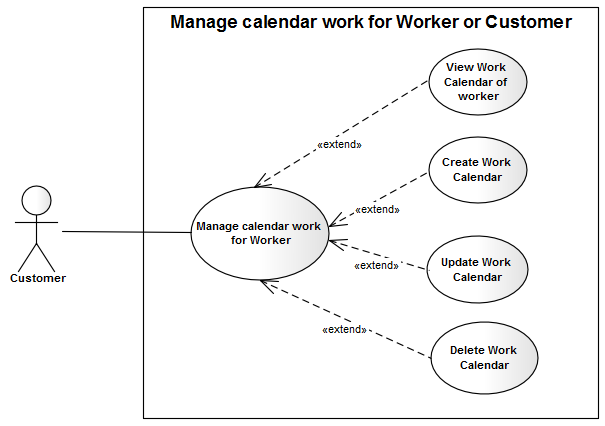 Manage calendar work for Worker or Customer
View Work
Calendar of
worker
«extend»
Create Work
Calendar
«extend»
Manage calendar work
for Worker
Customer
Update Work
Calendar
«extend»
«extend»
Delete Work
Calendar